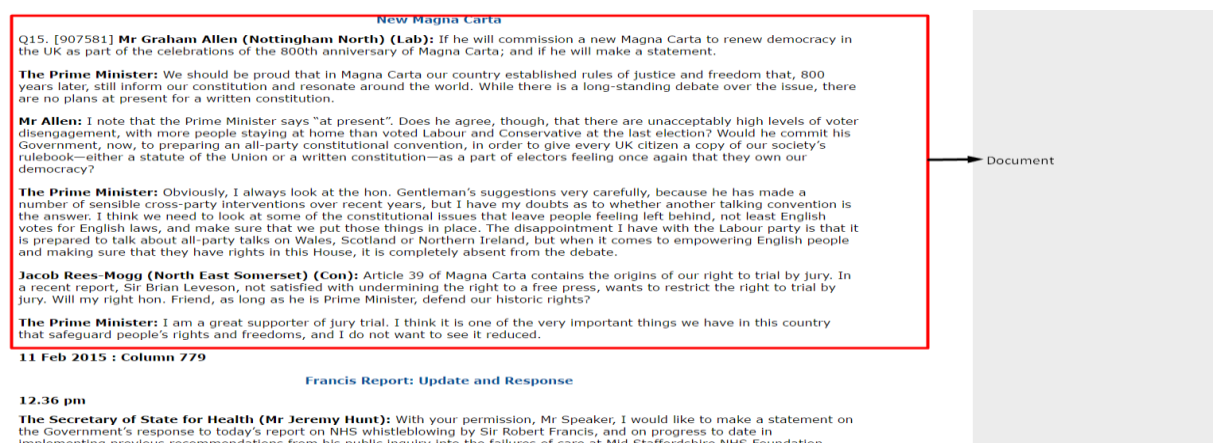 New Magna Carta
Q15. [907581] Mr Graham Allen (Nottingham North) (Lab): If he will commission a new Magna Carta to renew democracy in
the UK as part of the celebrations of the 800th anniversary of Magna Carta; and if he will make a statement.
The Prime Minister: We should be proud that in Magna Carta our country established rules of justice and freedom that, 800
years later, still inform our constitution and resonate around the world. While there is a long-standing debate over the issue, there
are no plans at present for a written constitution.
Mr Allen: I note that the Prime Minister says “at present”. Does he agree, though, that there are unacceptably high levels of voter
disengagement, with more people staying at home than voted Labour and Conservative at the last election? Would he commit his
Government, now, to preparing an all-party constitutional convention, in order to give every UK citizen a copy of our society’s
rulebook—either a statute of the Union or a written constitution—as a part of electors feeling once again that they own our
democracy?
Document
The Prime Minister: Obviously, I always look at the hon. Gentleman’s suggestions very carefully, because he has made a
number of sensible cross-party interventions over recent years, but I have my doubts as to whether another talking convention is
the answer. I think we need to look at some of the constitutional issues that leave people feeling left behind, not least English
votes for English laws, and make sure that we put those things in place. The disappointment I have with the Labour party is that it
is prepared to talk about all-party talks on Wales, Scotland or Northern Ireland, but when it comes to empowering English people
and making sure that they have rights in this House, it is completely absent from the debate.
Jacob Rees-Mogg (North East Somerset) (Con): Article 39 of Magna Carta contains the origins of our right to trial by jury. In
a recent report, Sir Brian Leveson, not satisfied with undermining the right to a free press, wants to restrict the right to trial by
jury. Will my right hon. Friend, as long as he is Prime Minister, defend our historic rights?
The Prime Minister: I am a great supporter of jury trial. I think it is one of the very important things we have in this country
that safeguard people’s rights and freedoms, and I do not want to see it reduced.
11 Feb 2015 : Column 779
Francis Report: Update and Response
12.36 pm
The Secretary of State for Health (Mr Jeremy Hunt): With your permission, Mr Speaker, I would like to make a statement on
the Government’s response to today’s report on NHS whistleblowing by Sir Robert Francis, and on progress to date in
implementing previous recommendations from his public inquiry into the failures of care at Mid Staffordshire NHS Foundation